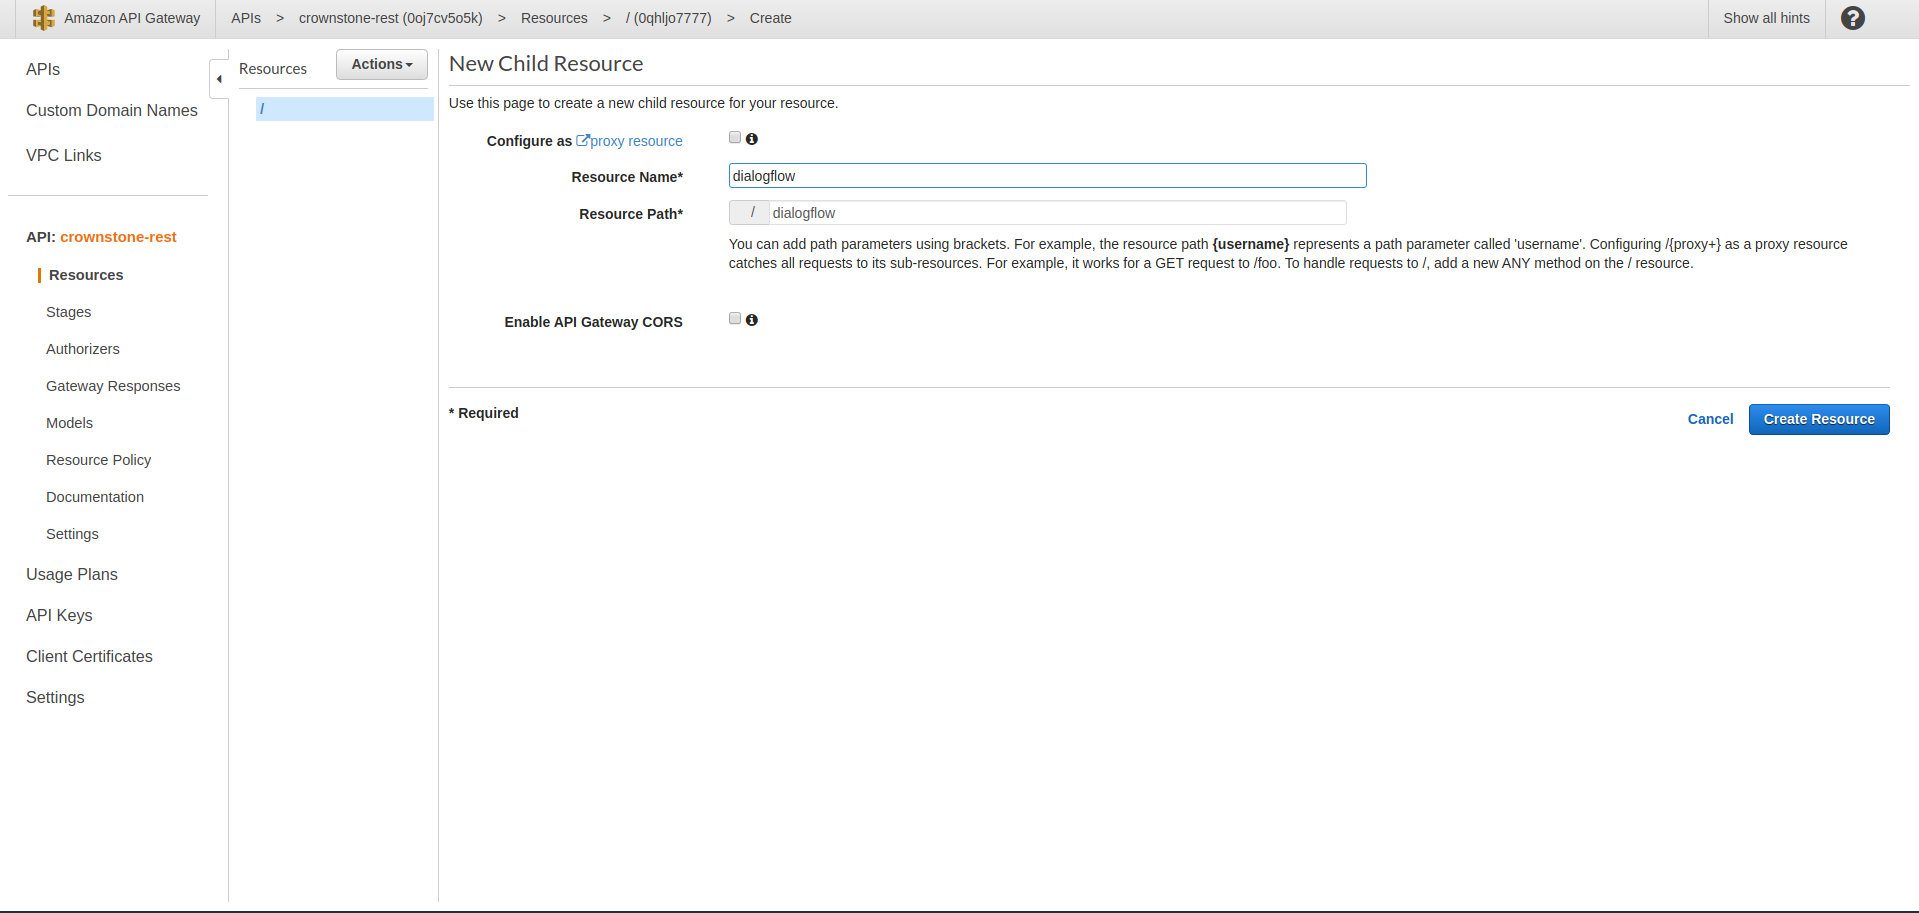 Amazon API Gateway APIs > crownstone-rest (0oj7cv5o5k) > Resources > / (0qhljo7777) > Create Show all hints ?
APIs
Custom Domain Names
VPC Links
API: crownstone-rest
Resources
Stages
Authorizers
Gateway Responses
Models
Resource Policy
Documentation
Settings
Usage Plans
API Keys
Client Certificates
Settings
Resources Actions
/
New Child Resource
Use this page to create a new child resource for your resource.
Configure as proxy resource
Resource Name* dialogflow
Resource Path* / dialogflow
You can add path parameters using brackets. For example, the resource path {username} represents a path parameter called 'username'. Configuring /{proxy+} as a proxy resource
catches all requests to its sub-resources. For example, it works for a GET request to /foo. To handle requests to /, add a new ANY method on the / resource.
Enable API Gateway CORS
* Required
Cancel Create Resource